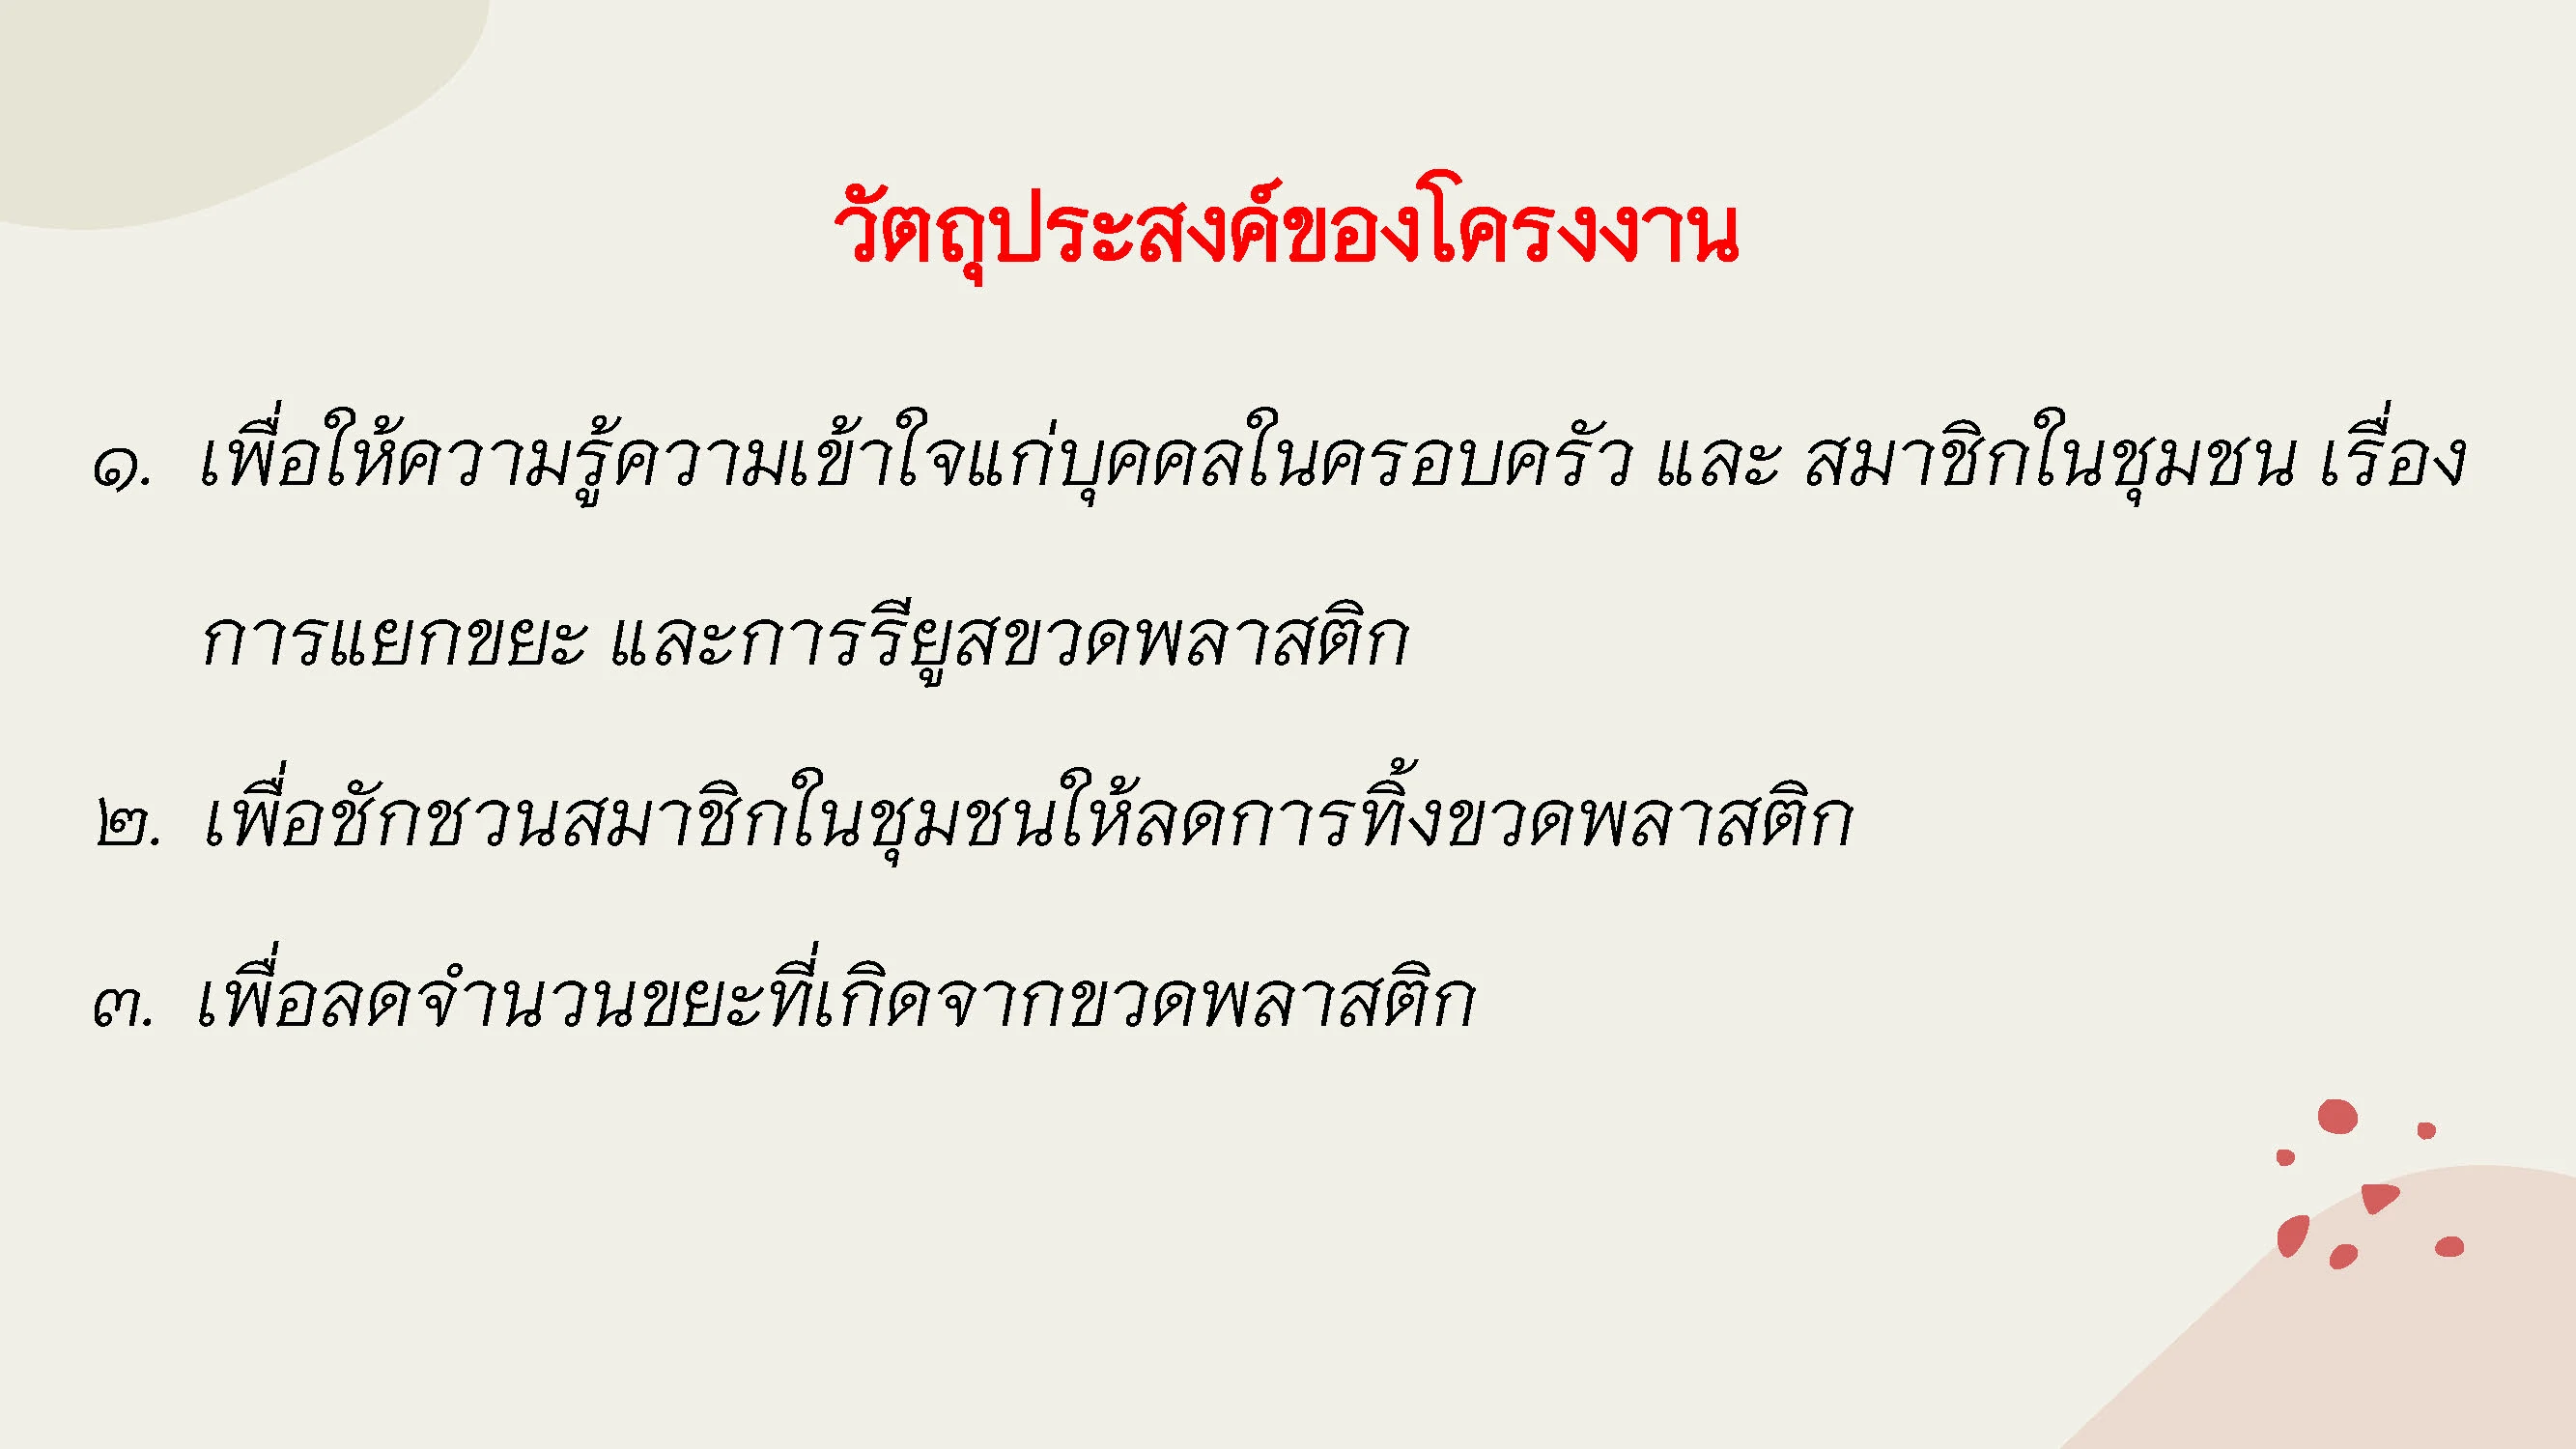 วัตถุประสงค์ของโครงงาน
๑. เพื่อให้ความรู้ความเข้าใจแก่บุคคลในครอบครัว และ สมาชิกในชุมชน เรื่อง
การแยกขยะ และการรียูสขวดพลาสติก
๒. เพื่อชักชวนสมาชิกในชุมชนให้ลดการทิ้งขวดพลาสติก
๓. เพื่อลดจำนวนขยะที่เกิดจากขวดพลาสติก